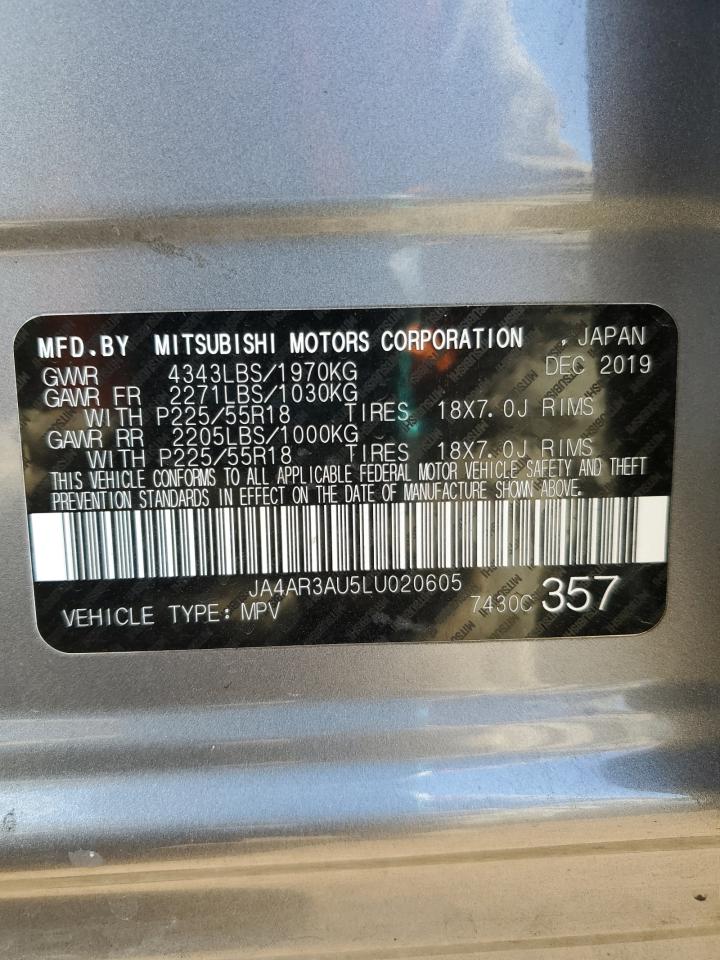 MFD.BY MITSUBISHI MOTORS CORPORATION , JAPAN
GVWR 4343LBS/1970KG DEC 2019
GAWR FR 2271LBS/1030KG
WITH P225/55R18 TIRES 18X7.0J RIMS
GAWR RR 2205LBS/1000KG
WITH P225/55R18 TIRES 18X7.0J RIMS
THIS VEHICLE CONFORMS TO ALL APPLICABLE FEDERAL MOTOR VEHICLE SAFETY AND THEFT
PREVENTION STANDARDS IN EFFECT ON THE DATE OF MANUFACTURE SHOWN ABOVE.
JA4AR3AU5LU020605
VEHICLE TYPE: MPV 7430C 357